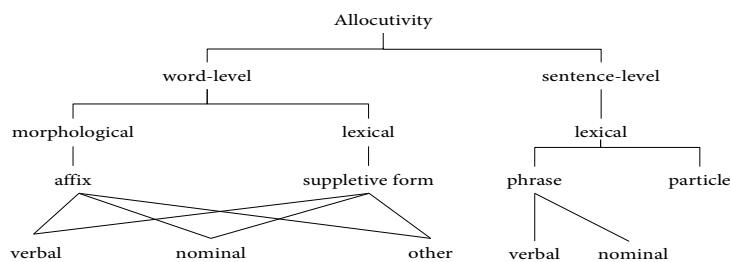 Allocutivity
word-level sentence-level
morphological lexical lexical
affix suppletive form phrase particle
verbal nominal other verbal nominal